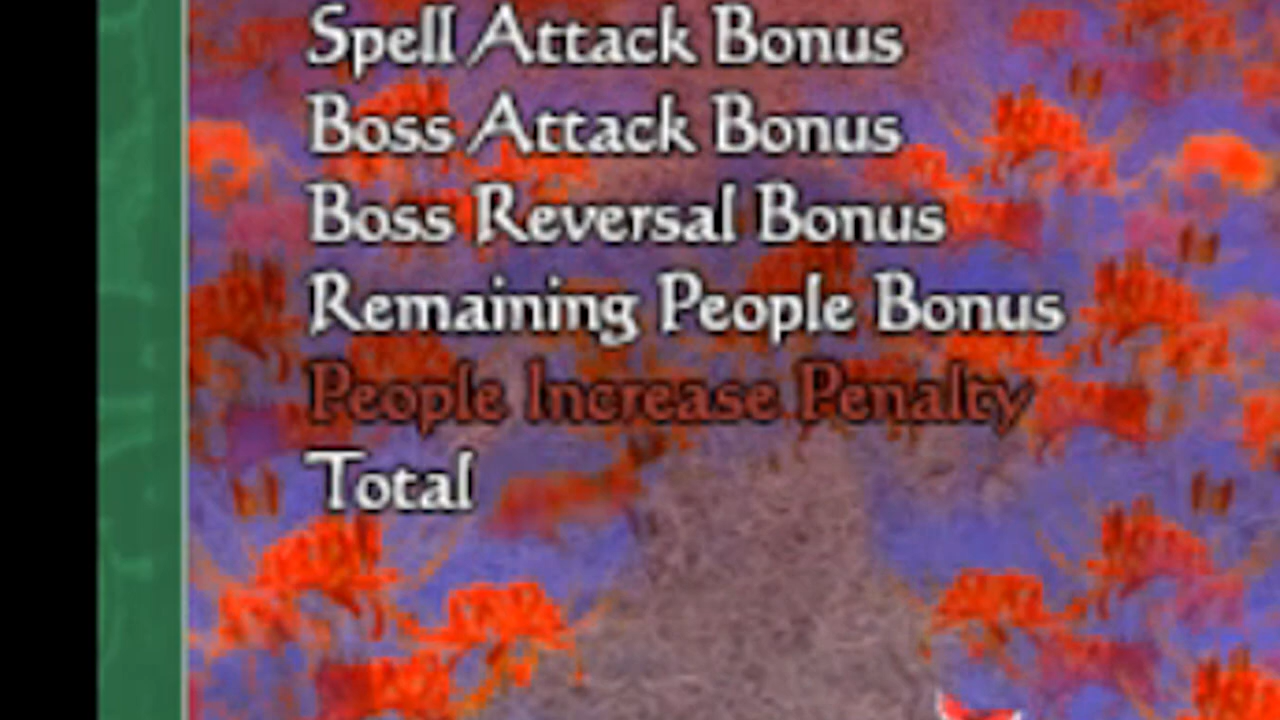 Spell Attack Bonus
Boss Attack Bonus
Boss Reversal Bonus
Remaining People Bonus
People Increase Penalty
Total